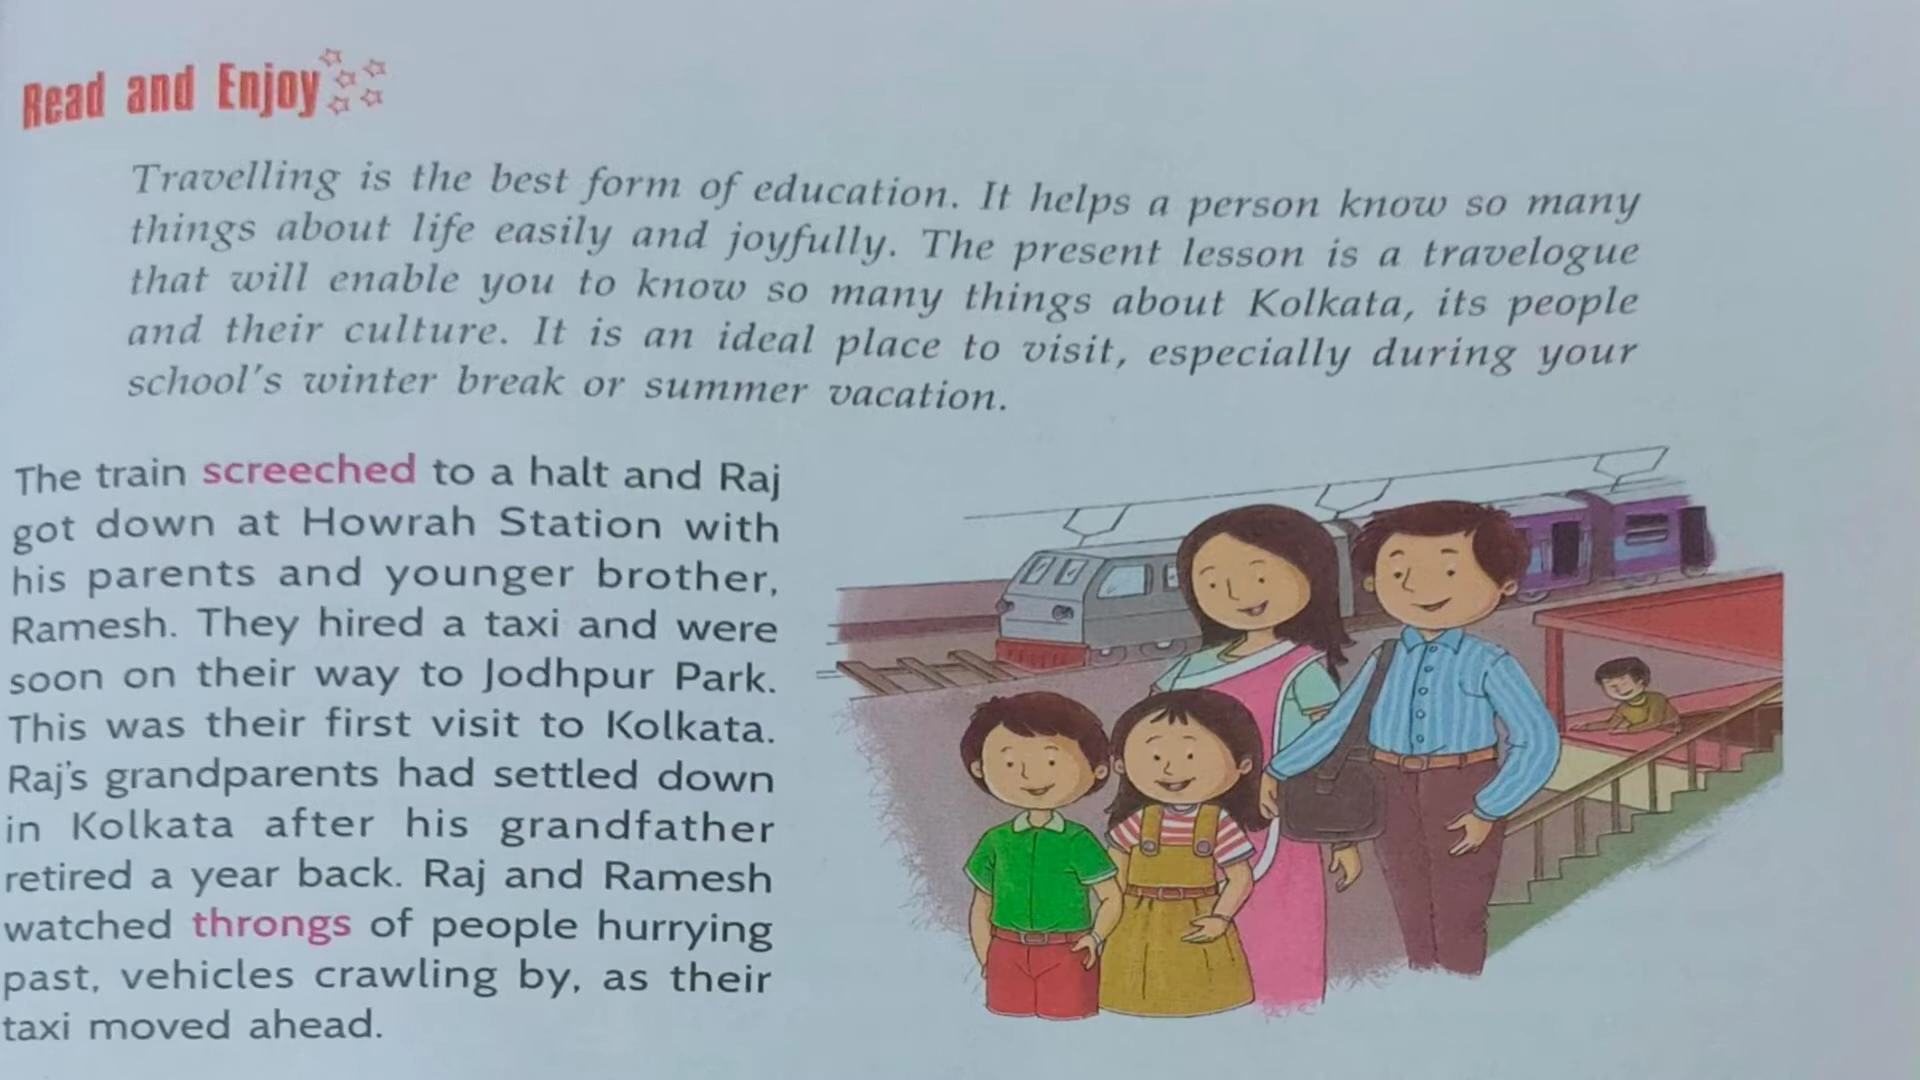 Read and Enjoy
Travelling is the best form of education. It helps a person know so many
things about life easily and joyfully. The present lesson is a travelogue
that will enable you to know so many things about Kolkata, its people
and their culture. It is an ideal place to visit, especially during your
school's winter break or summer vacation.
The train screeched to a halt and Raj
got down at Howrah Station with
his parents and younger brother,
Ramesh. They hired a taxi and were
soon on their way to Jodhpur Park.
This was their first visit to Kolkata.
Raj's grandparents had settled down
in Kolkata after his grandfather
retired a year back. Raj and Ramesh
watched throngs of people hurrying
past, vehicles crawling by, as their
taxi moved ahead.